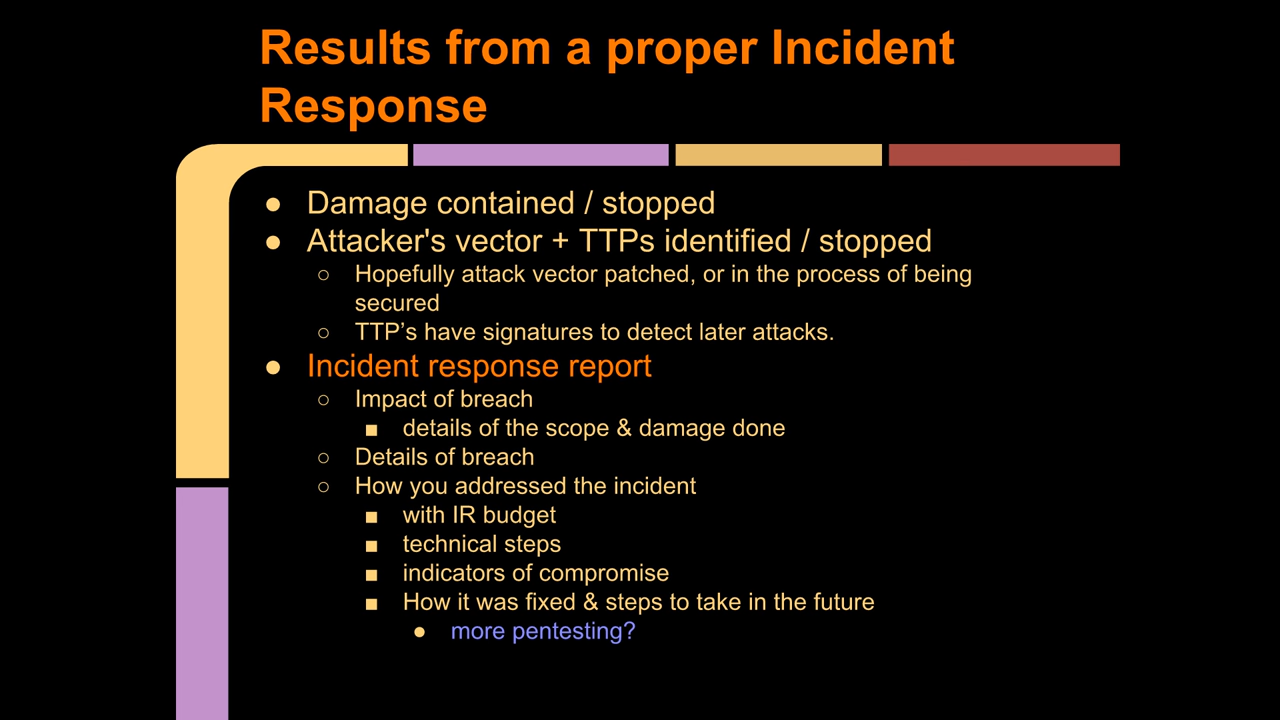 Results from a proper Incident
Response
● Damage contained / stopped
● Attacker's vector + TTPs identified / stopped
○ Hopefully attack vector patched, or in the process of being
secured
○ TTP’s have signatures to detect later attacks.
● Incident response report
○ Impact of breach
■ details of the scope & damage done
○ Details of breach
○ How you addressed the incident
■ with IR budget
■ technical steps
■ indicators of compromise
■ How it was fixed & steps to take in the future
● more pentesting?